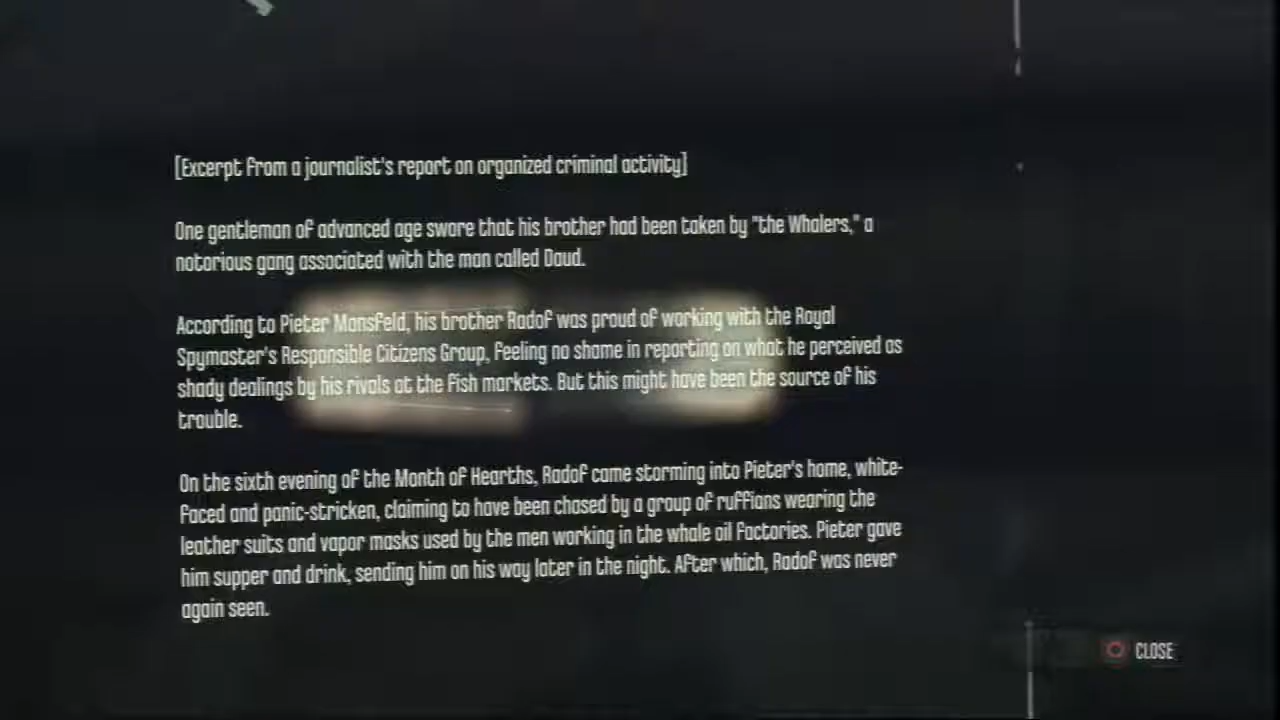 [Excerpt from a journalist's report on organized criminal activity]
One gentleman of advanced age swore that his brother had been taken by "the Whalers," a
notorious gang associated with the man called Daud.
According to Pieter Mansfeld, his brother Radof was proud of working with the Royal
Spymaster's Responsible Citizens Group, feeling no shame in reporting on what he perceived as
shady dealings by his rivals at the fish markets. But this might have been the source of his
trouble.
On the sixth evening of the Month of Hearths, Radof came storming into Pieter's home, white-
faced and panic-stricken, claiming to have been chased by a group of ruffians wearing the
leather suits and vapor masks used by the men working in the whale oil factories. Pieter gave
him supper and drink, sending him on his way later in the night. After which, Radof was never
again seen.
CLOSE